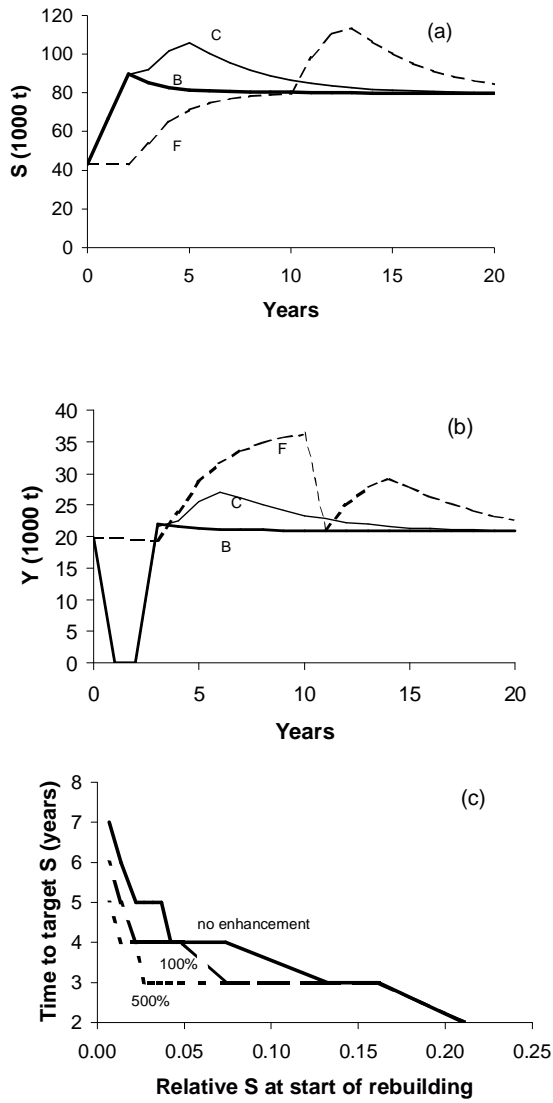 (a)
S (1000 t)
120
100
80
60
40
20
0
C
B
F
0 5 10 15 20
Years
(b)
Y (1000 t)
40
35
30
25
20
15
10
5
0
F
C
B
0 5 10 15 20
Years
(c)
Time to target S (years)
8
7
6
5
4
3
2
no enhancement
100%
500%
0.00 0.05 0.10 0.15 0.20 0.25
Relative S at start of rebuilding